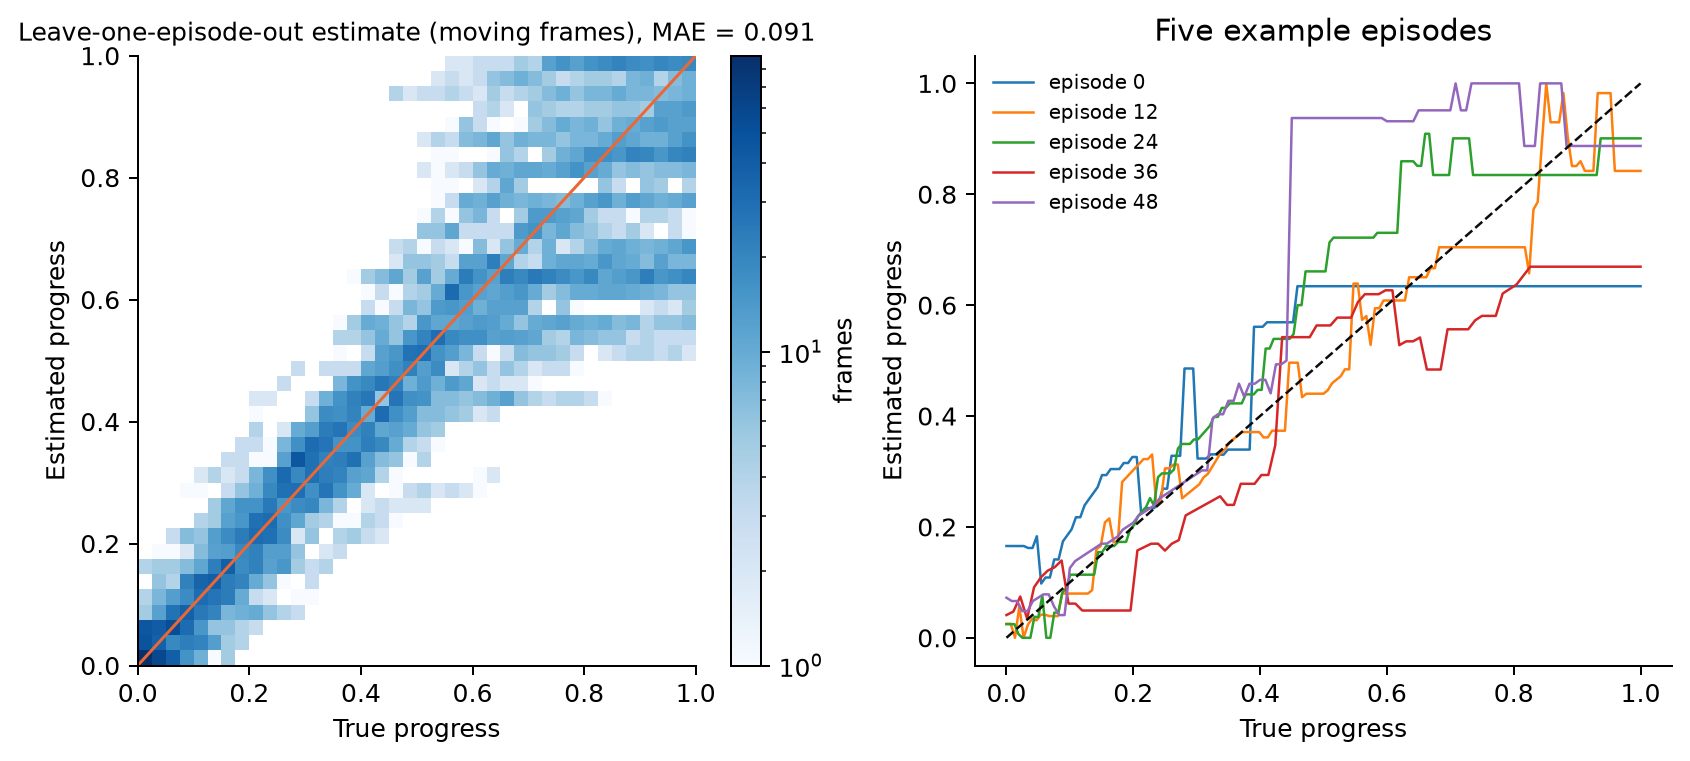 Leave-one-episode-out estimate (moving frames), MAE = 0.091
1.0
0.8
0.6
0.4
0.2
0.0
Estimated progress
0.0 0.2 0.4 0.6 0.8 1.0
True progress
10¹
10⁰
frames
Five example episodes
episode 0
episode 12
episode 24
episode 36
episode 48
1.0
0.8
0.6
0.4
0.2
0.0
Estimated progress
0.0 0.2 0.4 0.6 0.8 1.0
True progress